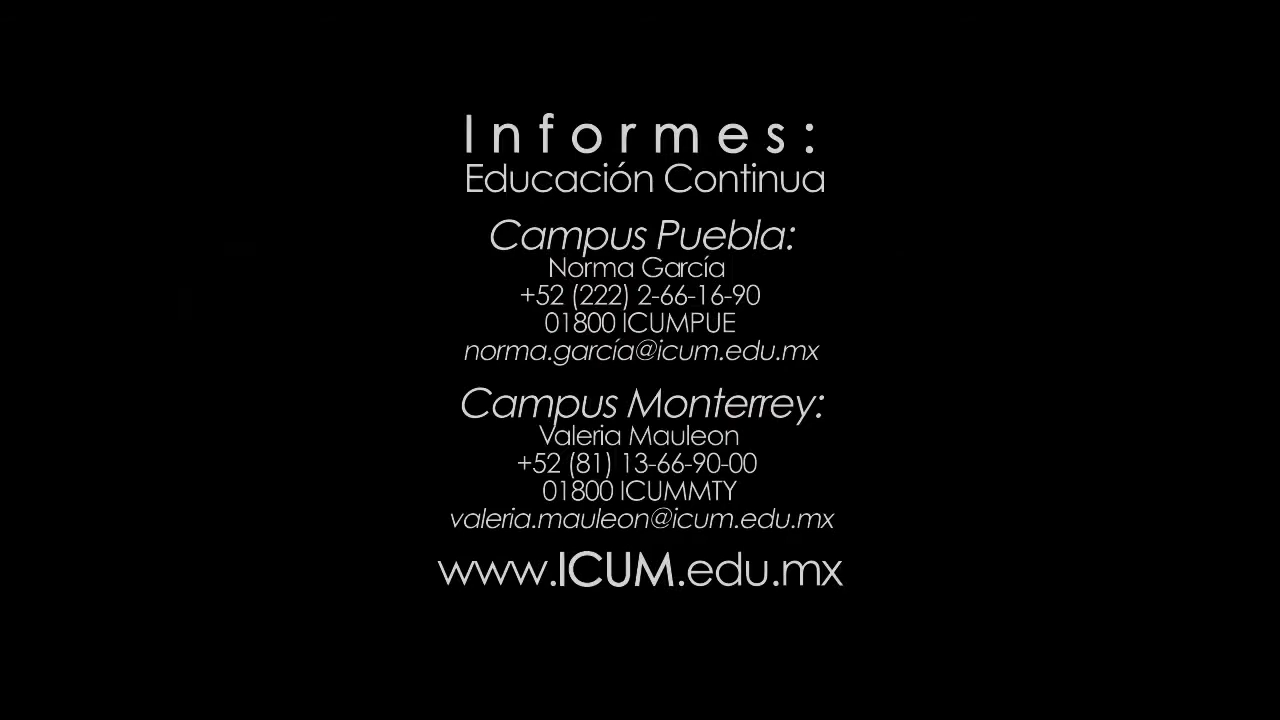 Informes:
Educación Continua
Campus Puebla:
Norma García
+52 (222) 2-66-16-90
01800 ICUMPUE
norma.garcía@icum.edu.mx
Campus Monterrey:
Valeria Mauleon
+52 (81) 13-66-90-00
01800 ICUMMTY
valeria.mauleon@icum.edu.mx
www.ICUM.edu.mx